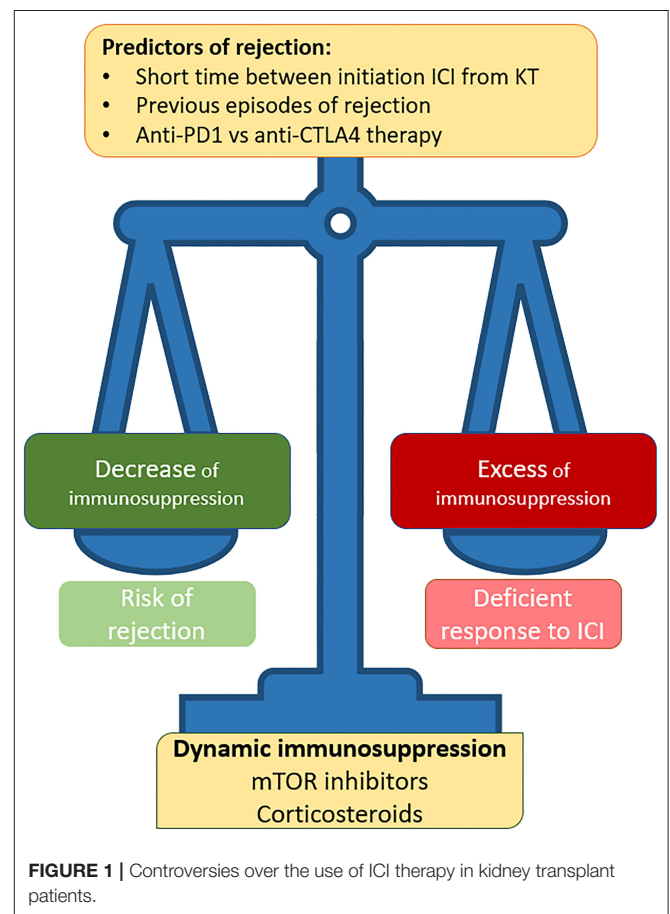 Predictors of rejection:
• Short time between initiation ICI from KT
• Previous episodes of rejection
• Anti-PD1 vs anti-CTLA4 therapy
Decrease of
immunosuppression
Excess of
immunosuppression
Risk of
rejection
Deficient
response to ICI
Dynamic immunosuppression
mTOR inhibitors
Corticosteroids
FIGURE 1 | Controversies over the use of ICI therapy in kidney transplant
patients.